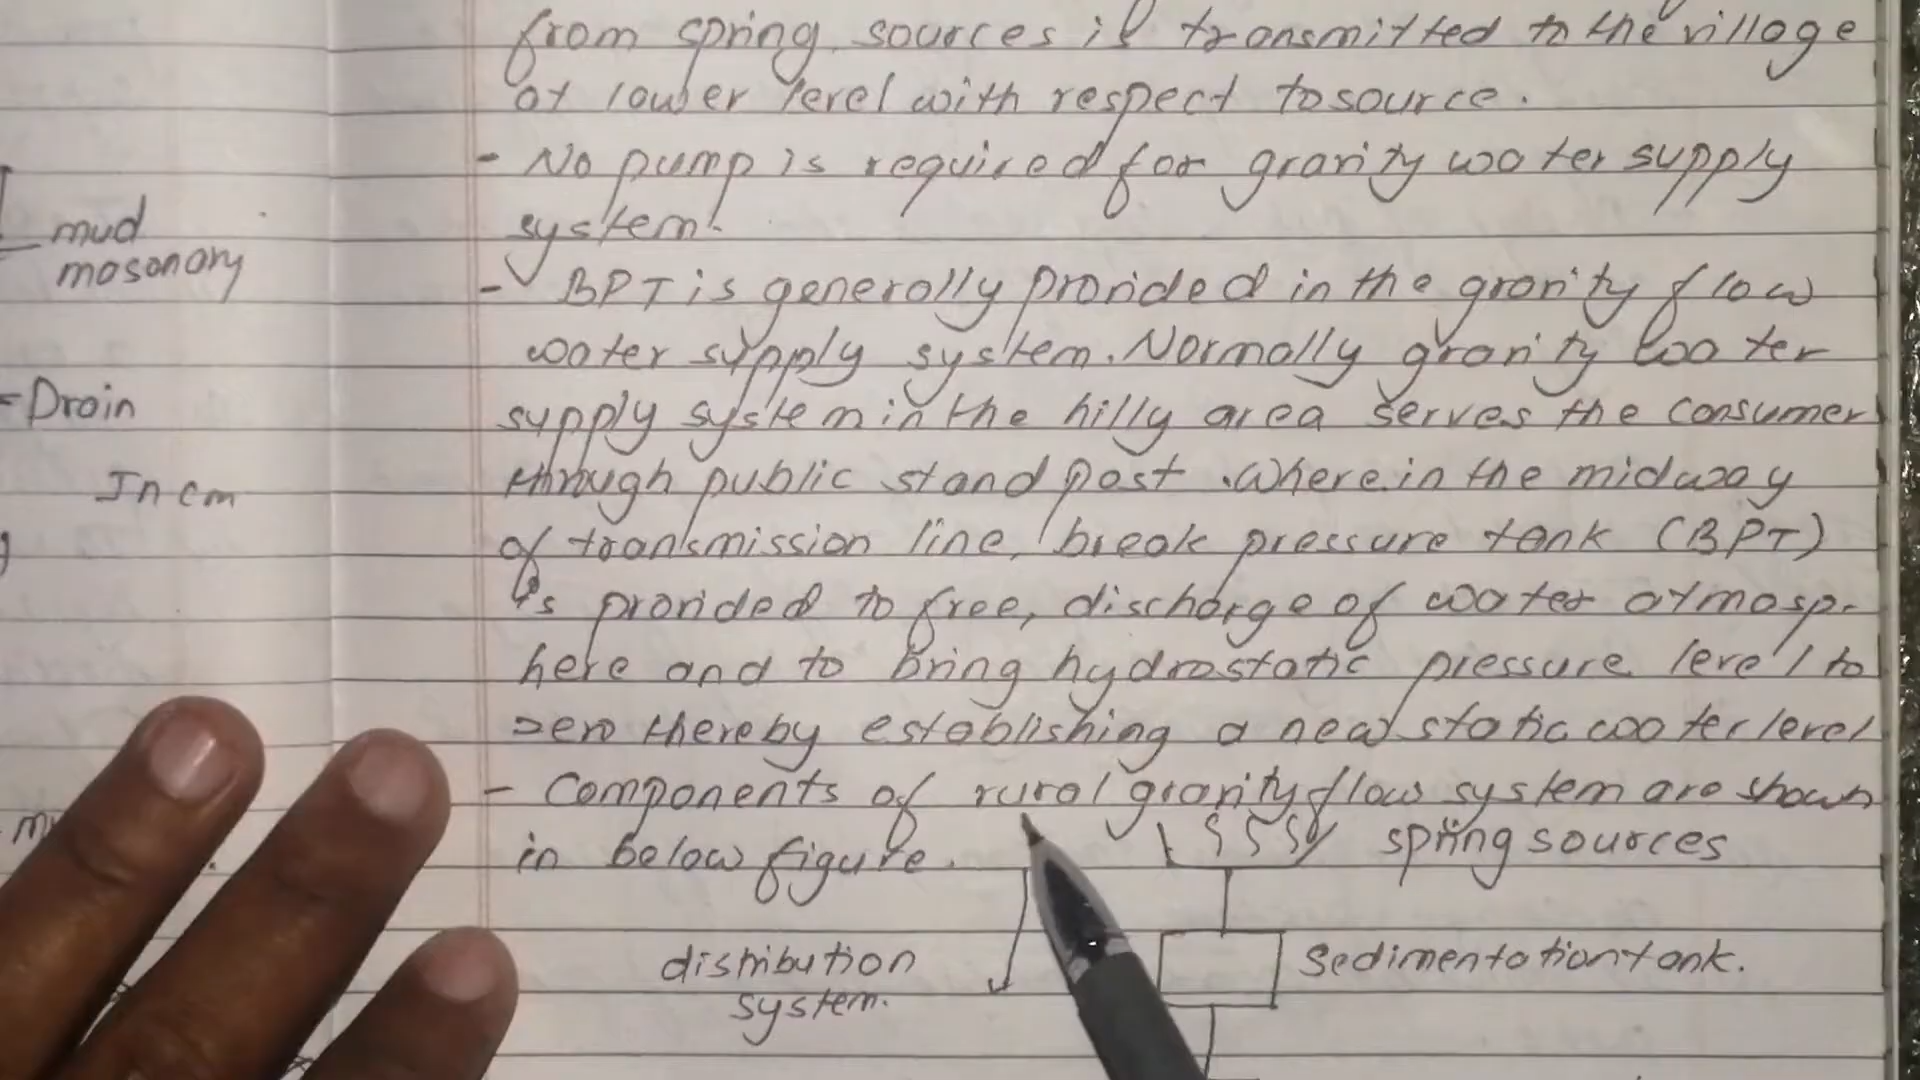 from spring sources is transmitted to the village
at lower level with respect to source.
- No pump is required for gravity water supply
system.
- BPT is generally provided in the gravity flow
water supply system. Normally gravity water
supply system in the hilly area serves the consumer
through public stand post. Where in the midway
of transmission line, break pressure tank (BPT)
is provided to free, discharge of water atmosp-
here and to bring hydrostatic pressure level to
zero thereby establishing a new static water level
- Components of rural gravity flow system are shown
in below figure.
spring sources
distribution
system.
Sedimentation tank.
mud
masonary
Drain
In cm